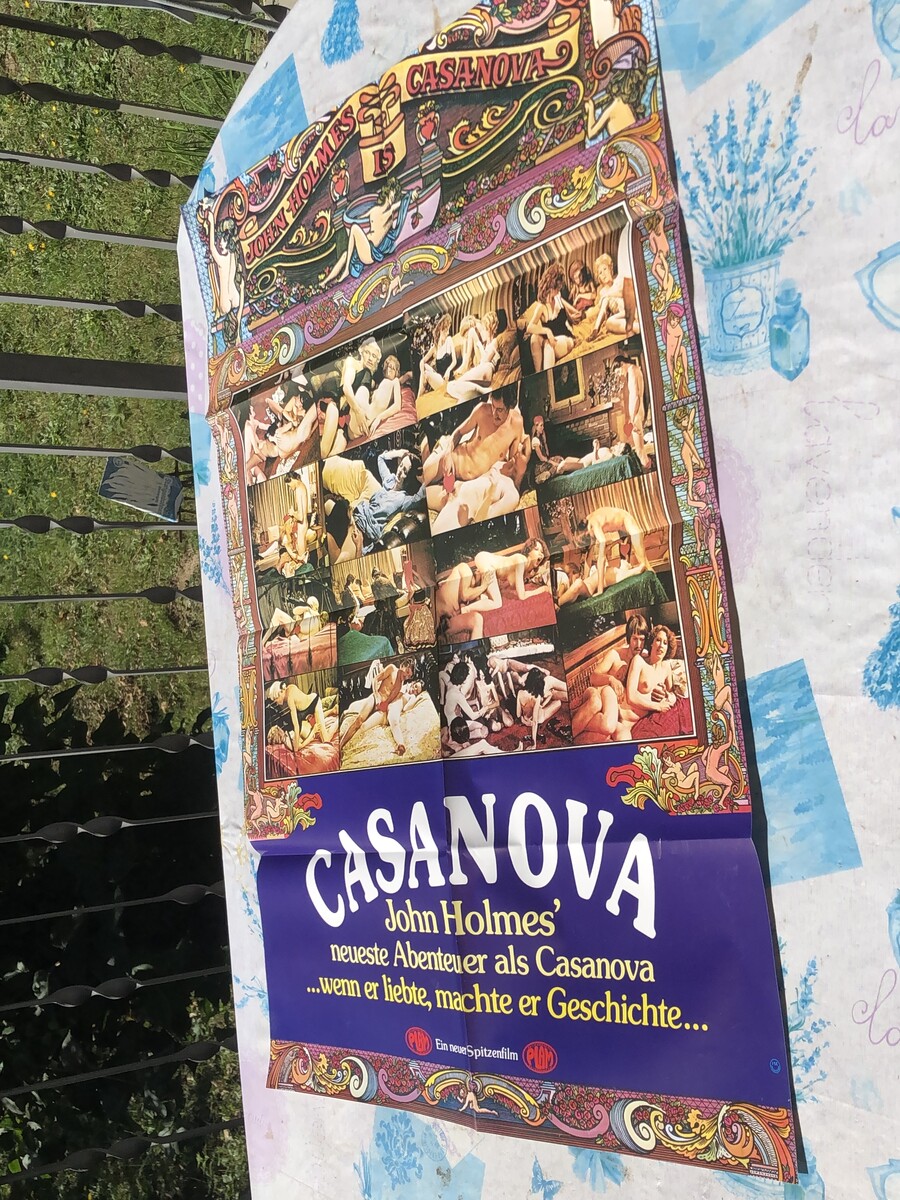 JOHN HOLMES IS CASANOVA
CASANOVA
John Holmes'
neueste Abenteuer als Casanova
...wenn er liebte, machte er Geschichte...
Ein neuer Spitzenfilm
Lavender